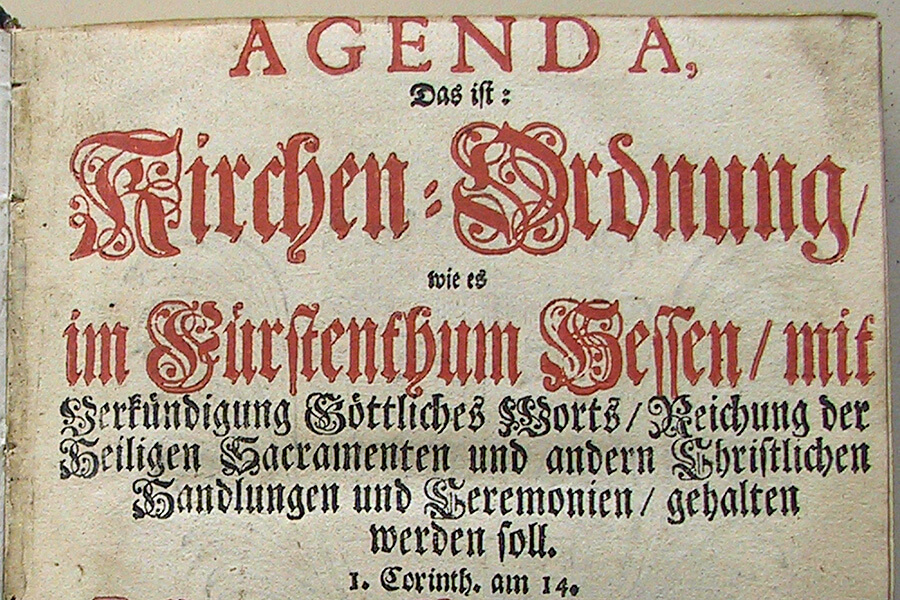 AGENDA,
Das ist:
Kirchen-Ordnung/
wie es
im Fürstenthum Hessen/ mit
Verkündigung Göttliches Worts/ Reichung der
Heiligen Sacramenten und andern Christlichen
Handlungen und Ceremonien/ gehalten
werden soll.
1. Corinth. am 14.